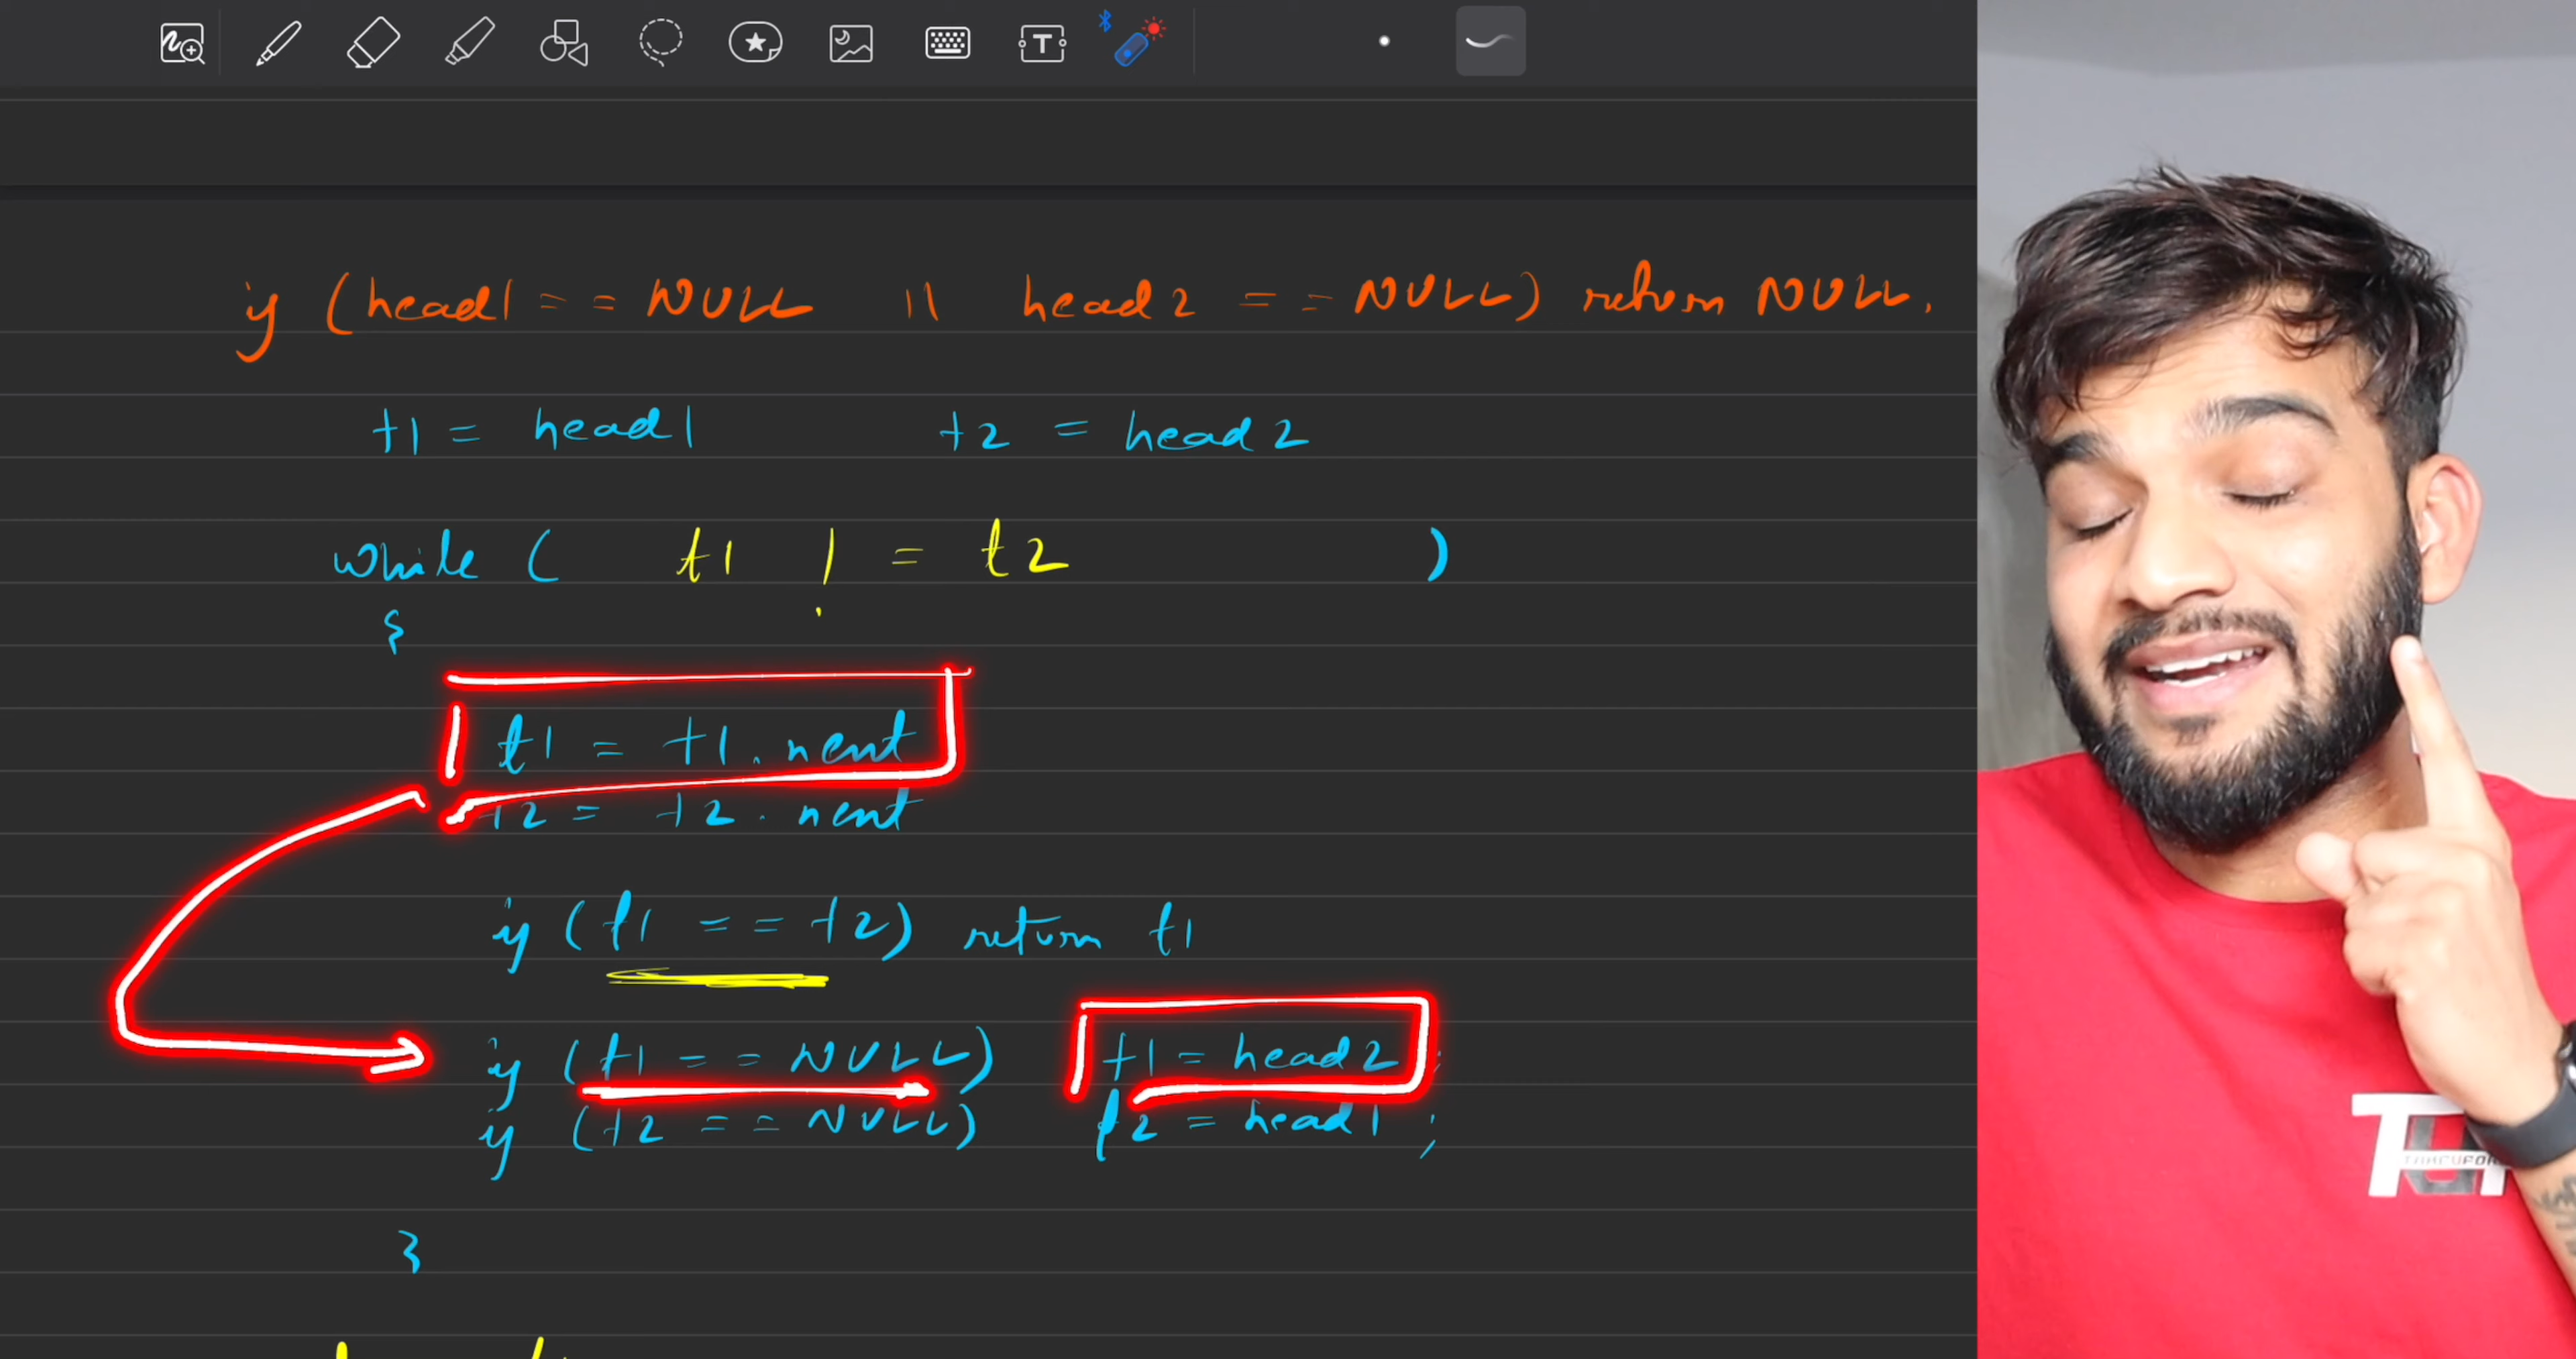 if (head1 == NULL || head2 == NULL) return NULL.
t1 = head1 t2 = head2
while ( t1 != t2 )
{
t1 = t1.next
t2 = t2.next
if (t1 == t2) return t1
if (t1 == NULL) t1 = head2 ;
if (t2 == NULL) t2 = head1 ;
}